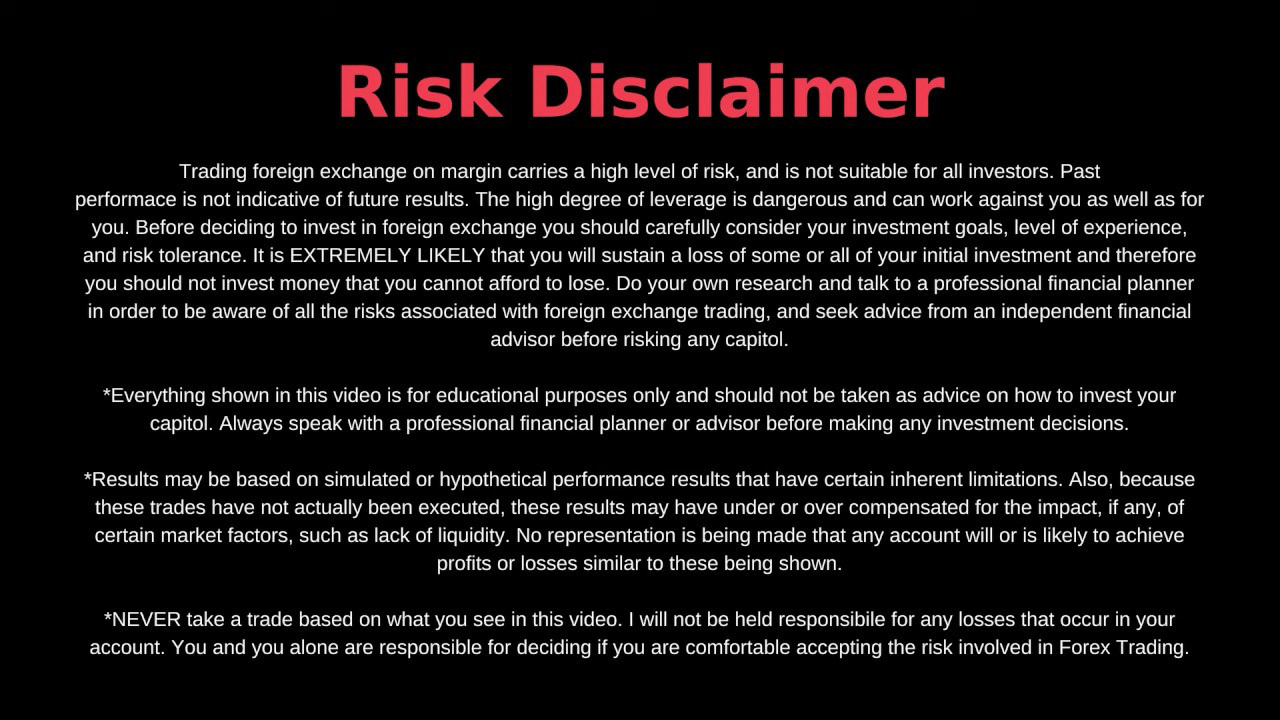 Risk Disclaimer
Trading foreign exchange on margin carries a high level of risk, and is not suitable for all investors. Past
performace is not indicative of future results. The high degree of leverage is dangerous and can work against you as well as for
you. Before deciding to invest in foreign exchange you should carefully consider your investment goals, level of experience,
and risk tolerance. It is EXTREMELY LIKELY that you will sustain a loss of some or all of your initial investment and therefore
you should not invest money that you cannot afford to lose. Do your own research and talk to a professional financial planner
in order to be aware of all the risks associated with foreign exchange trading, and seek advice from an independent financial
advisor before risking any capitol.
*Everything shown in this video is for educational purposes only and should not be taken as advice on how to invest your
capitol. Always speak with a professional financial planner or advisor before making any investment decisions.
*Results may be based on simulated or hypothetical performance results that have certain inherent limitations. Also, because
these trades have not actually been executed, these results may have under or over compensated for the impact, if any, of
certain market factors, such as lack of liquidity. No representation is being made that any account will or is likely to achieve
profits or losses similar to these being shown.
*NEVER take a trade based on what you see in this video. I will not be held responsibile for any losses that occur in your
account. You and you alone are responsible for deciding if you are comfortable accepting the risk involved in Forex Trading.